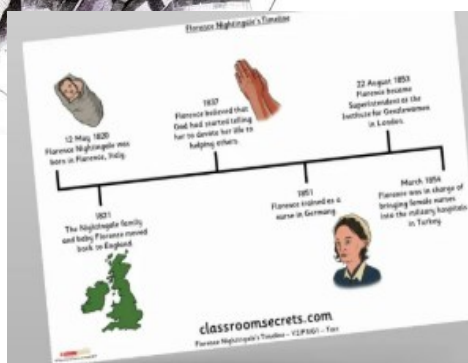 Florence Nightingale's Timeline
12 May 1820
Florence Nightingale was
born in Florence, Italy.
1821
The Nightingale family
and baby Florence moved
back to England.
1837
Florence believed that
God had started telling
her to devote her life to
helping others.
1851
Florence trained as a
nurse in Germany.
22 August 1853
Florence became
Superintendent at the
Institute for Gentlewomen
in London.
March 1854
Florence was in charge of
bringing female nurses
into the military hospitals
in Turkey.
classroomsecrets.com
Florence Nightingale's Timeline –